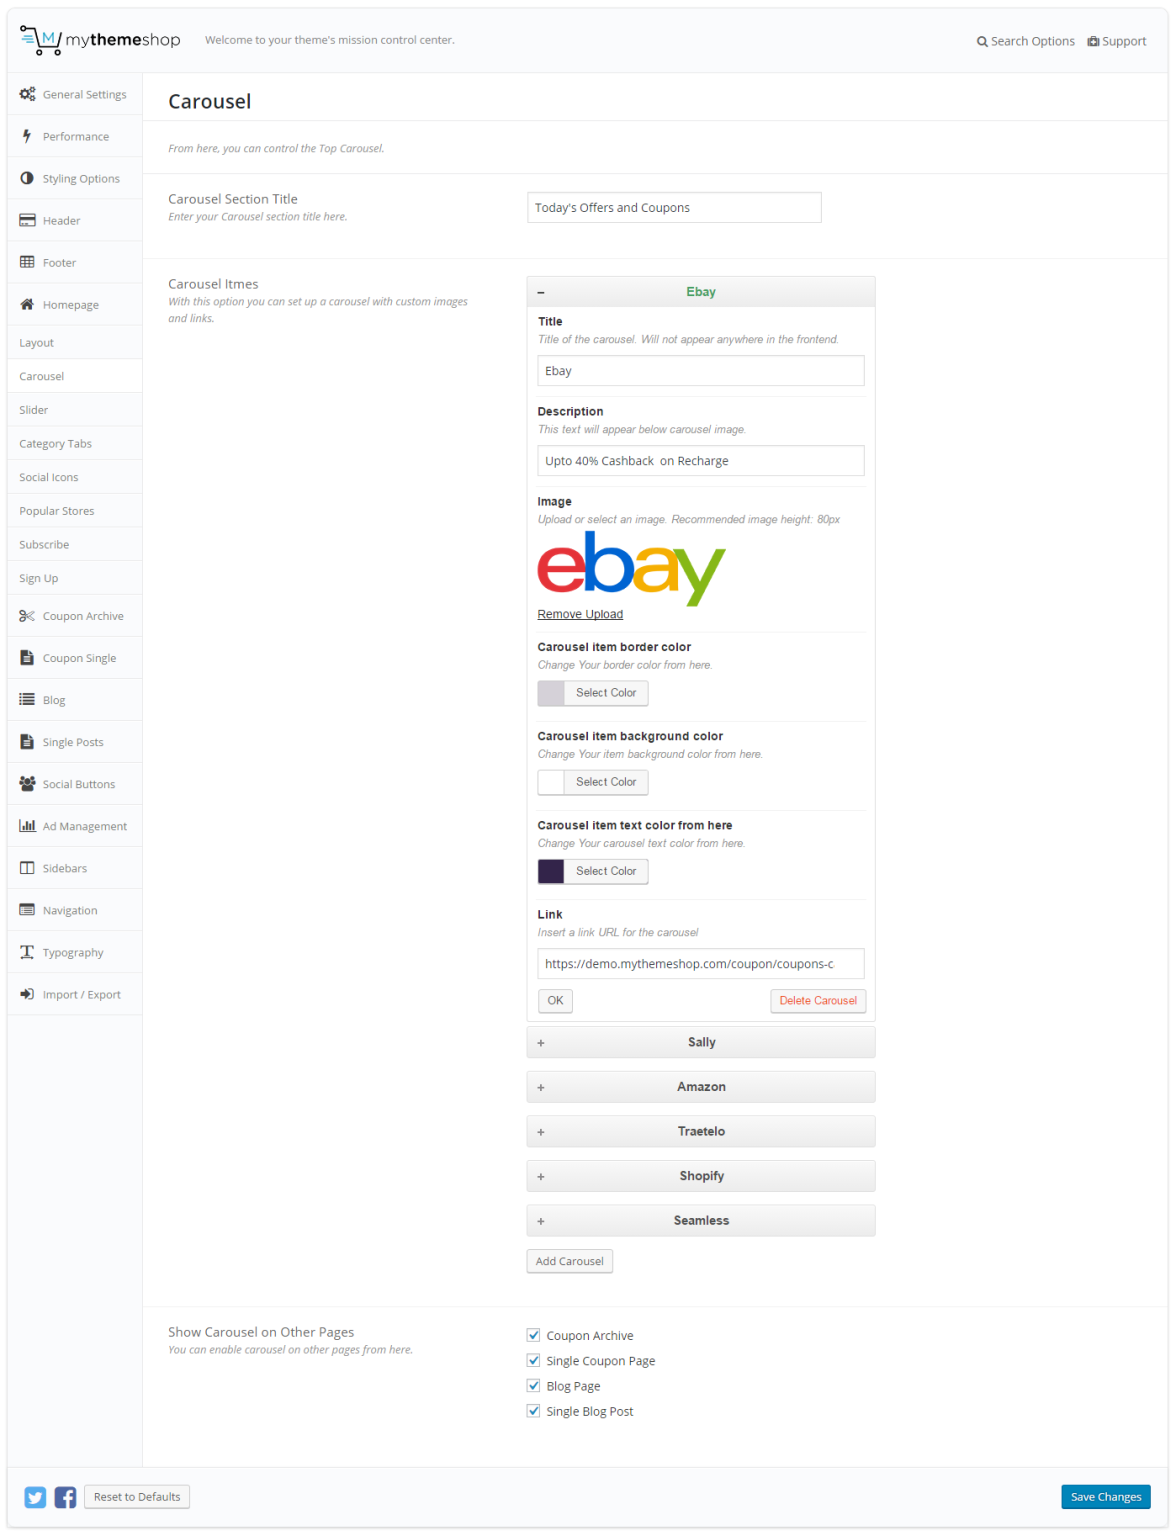 mythemeshop
Welcome to your theme's mission control center.
Search Options
Support
General Settings
Performance
Styling Options
Header
Footer
Homepage
Layout
Carousel
Slider
Category Tabs
Social Icons
Popular Stores
Subscribe
Sign Up
Coupon Archive
Coupon Single
Blog
Single Posts
Social Buttons
Ad Management
Sidebars
Navigation
Typography
Import / Export
Carousel
From here, you can control the Top Carousel.
Carousel Section Title
Enter your Carousel section title here.
Today's Offers and Coupons
Carousel Itmes
With this option you can set up a carousel with custom images
and links.
Ebay
Title
Title of the carousel. Will not appear anywhere in the frontend.
Ebay
Description
This text will appear below carousel image.
Upto 40% Cashback  on Recharge
Image
Upload or select an image. Recommended image height: 80px
ebay
Remove Upload
Carousel item border color
Change Your border color from here.
Select Color
Carousel item background color
Change Your item background color from here.
Select Color
Carousel item text color from here
Change Your carousel text color from here.
Select Color
Link
Insert a link URL for the carousel
https://demo.mythemeshop.com/coupon/coupons-c
OK
Delete Carousel
Sally
Amazon
Traetelo
Shopify
Seamless
Add Carousel
Show Carousel on Other Pages
You can enable carousel on other pages from here.
Coupon Archive
Single Coupon Page
Blog Page
Single Blog Post
Reset to Defaults
Save Changes